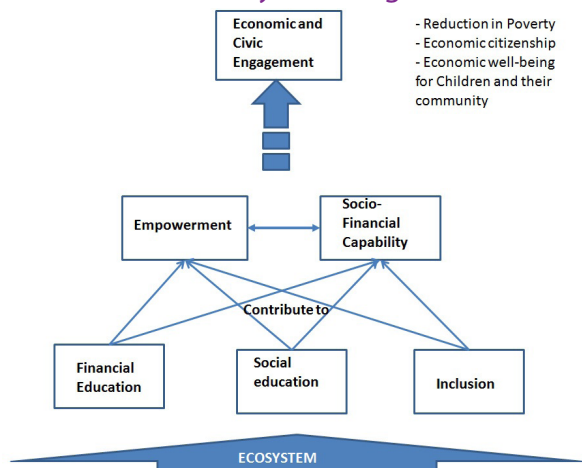 Economic and
Civic
Engagement
- Reduction in Poverty
- Economic citizenship
- Economic well-being
for Children and their
community
Empowerment
Socio-
Financial
Capability
Contribute to
Financial
Education
Social
education
Inclusion
ECOSYSTEM